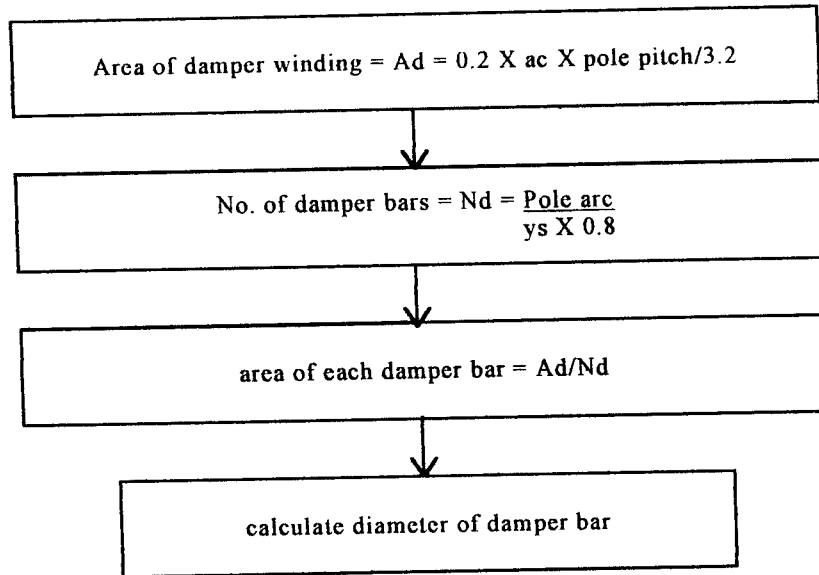 Area of damper winding = Ad = 0.2 X ac X pole pitch/3.2
No. of damper bars = Nd = Pole arc
ys X 0.8
area of each damper bar = Ad/Nd
calculate diameter of damper bar